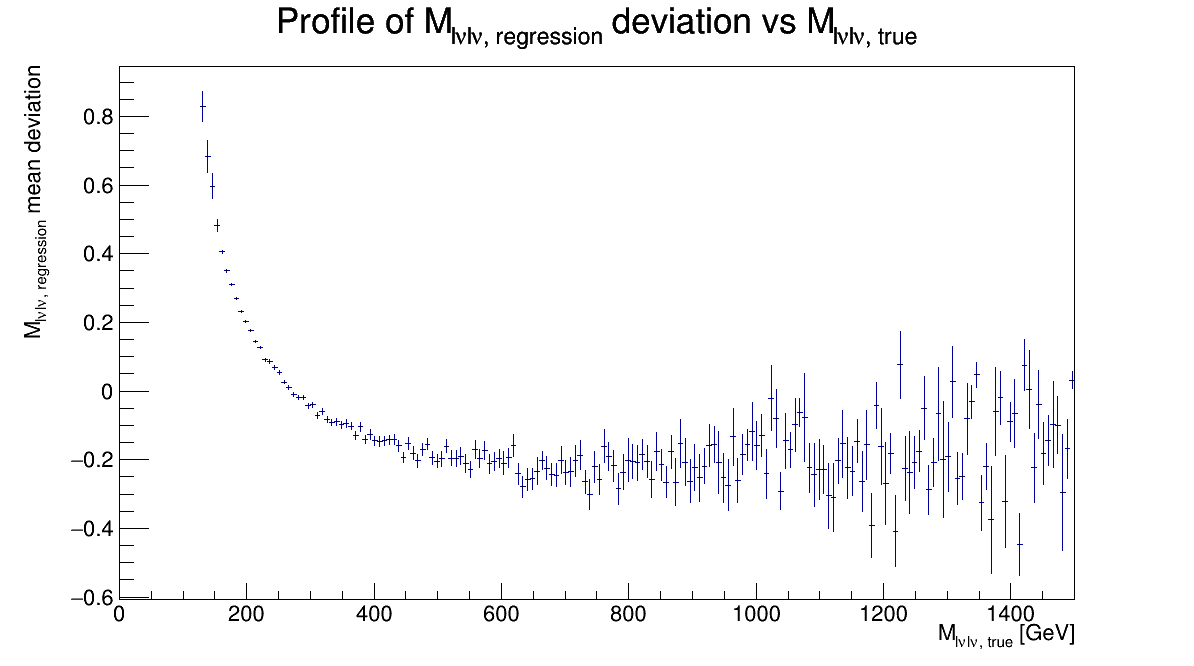 Profile of M_lνlν, regression deviation vs M_lνlν, true
M_lνlν, regression mean deviation
0.8
0.6
0.4
0.2
0
−0.2
−0.4
−0.6
0 200 400 600 800 1000 1200 1400
M_lνlν, true [GeV]